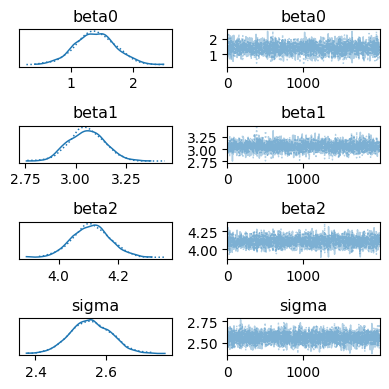 beta0 beta0
2
1
1 2 0 1000
beta1 beta1
3.25
3.00
2.75
2.75 3.00 3.25 0 1000
beta2 beta2
4.25
4.00
4.0 4.2 0 1000
sigma sigma
2.75
2.50
2.4 2.6 0 1000